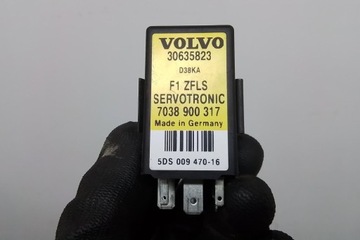 VOLVO
30635823
D38KA
F1 ZFLS
SERVOTRONIC
7038 900 317
Made in Germany
5DS 009 470-16